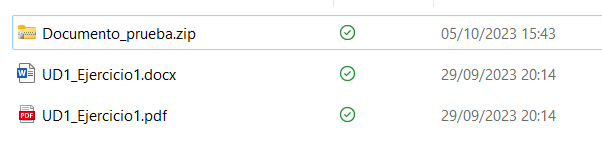 Documento_prueba.zip 05/10/2023 15:43
UD1_Ejercicio1.docx 29/09/2023 20:14
UD1_Ejercicio1.pdf 29/09/2023 20:14